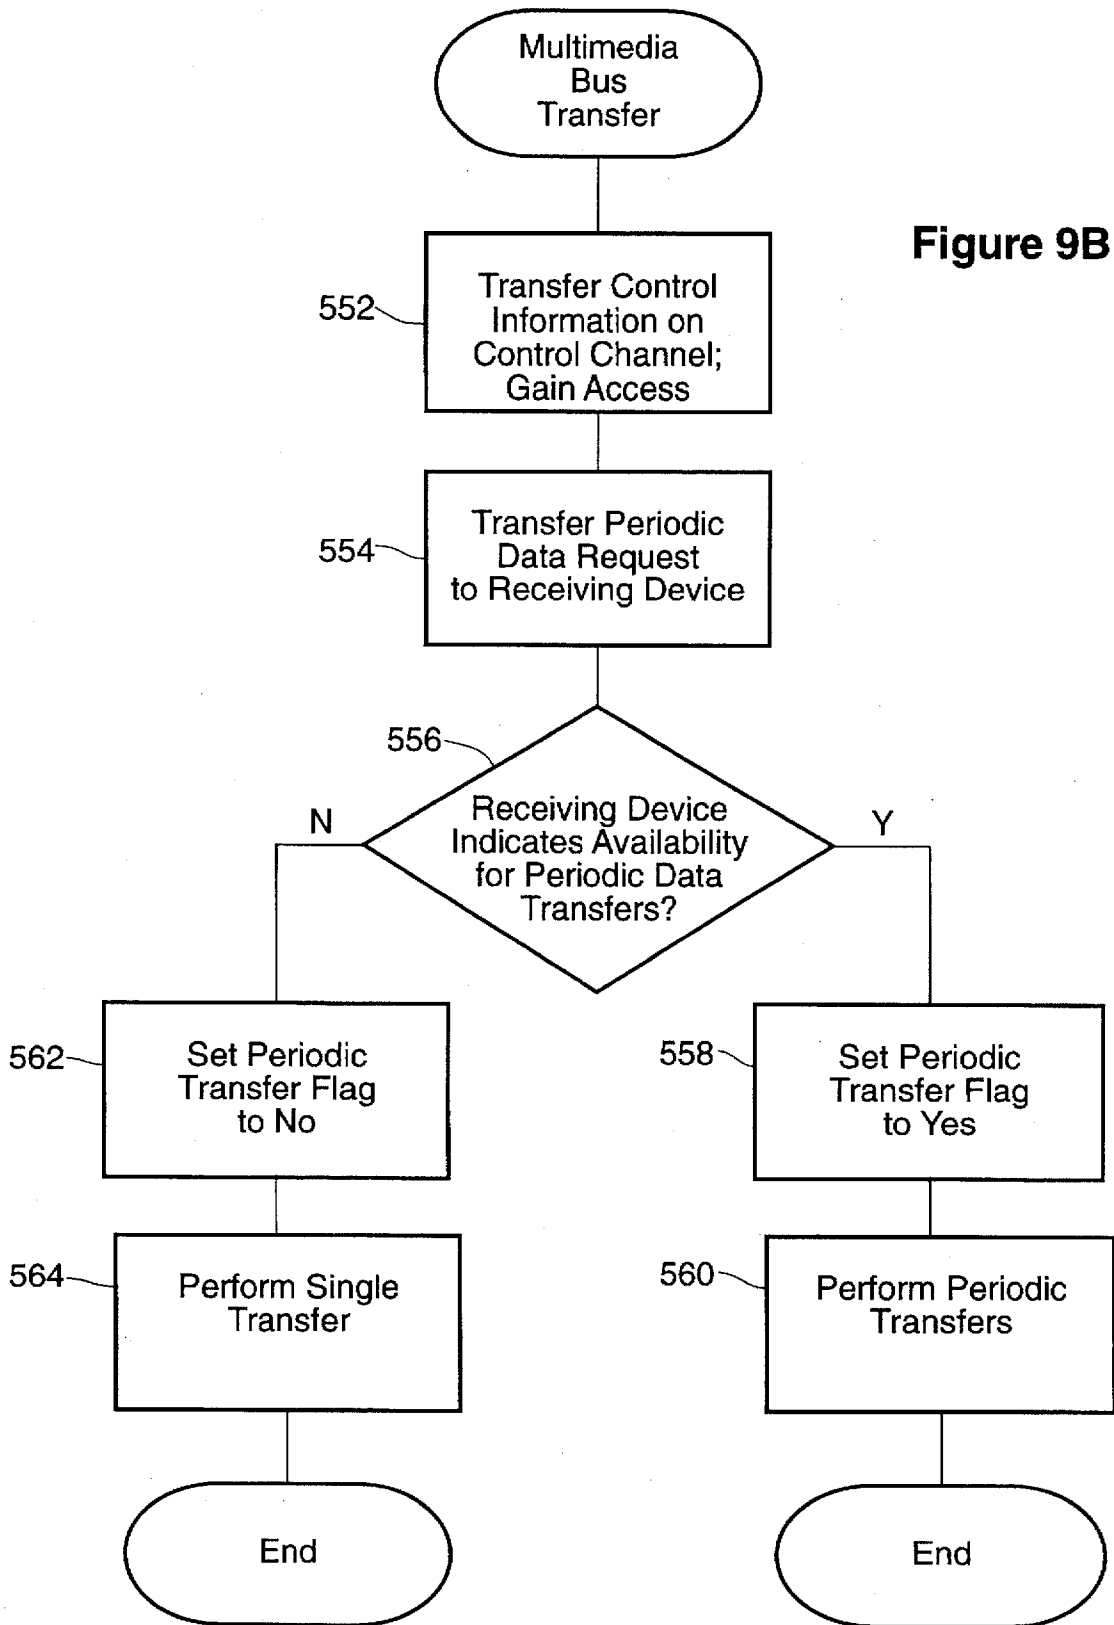 Multimedia
Bus
Transfer
Figure 9B
552
Transfer Control
Information on
Control Channel;
Gain Access
554
Transfer Periodic
Data Request
to Receiving Device
556
Receiving Device
Indicates Availability
for Periodic Data
Transfers?
N
Y
562
Set Periodic
Transfer Flag
to No
558
Set Periodic
Transfer Flag
to Yes
564
Perform Single
Transfer
560
Perform Periodic
Transfers
End
End